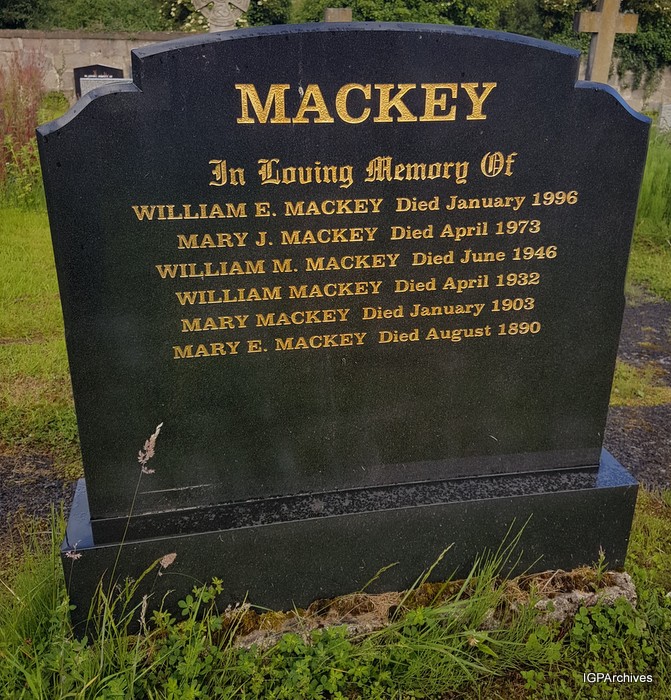 MACKEY
In Loving Memory Of
WILLIAM E. MACKEY Died January 1996
MARY J. MACKEY Died April 1973
WILLIAM M. MACKEY Died June 1946
WILLIAM MACKEY Died April 1932
MARY MACKEY Died January 1903
MARY E. MACKEY Died August 1890
IGPArchives